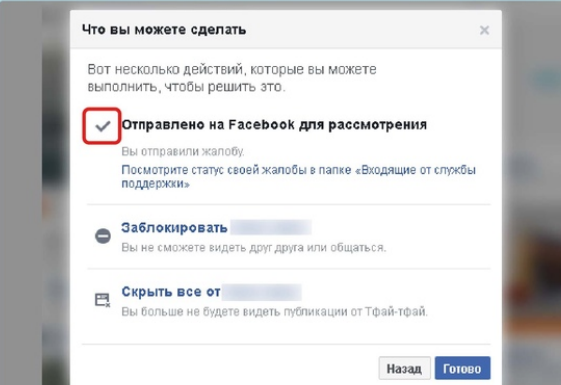 Что вы можете сделать
Вот несколько действий, которые вы можете
выполнить, чтобы решить это.
Отправлено на Facebook для рассмотрения
Вы отправили жалобу.
Посмотрите статус своей жалобы в папке «Входящие от службы
поддержки»
Заблокировать
Вы не сможете видеть друг друга или общаться.
Скрыть все от
Вы больше не будете видеть публикации от Тфай-тфай.
Назад Готово